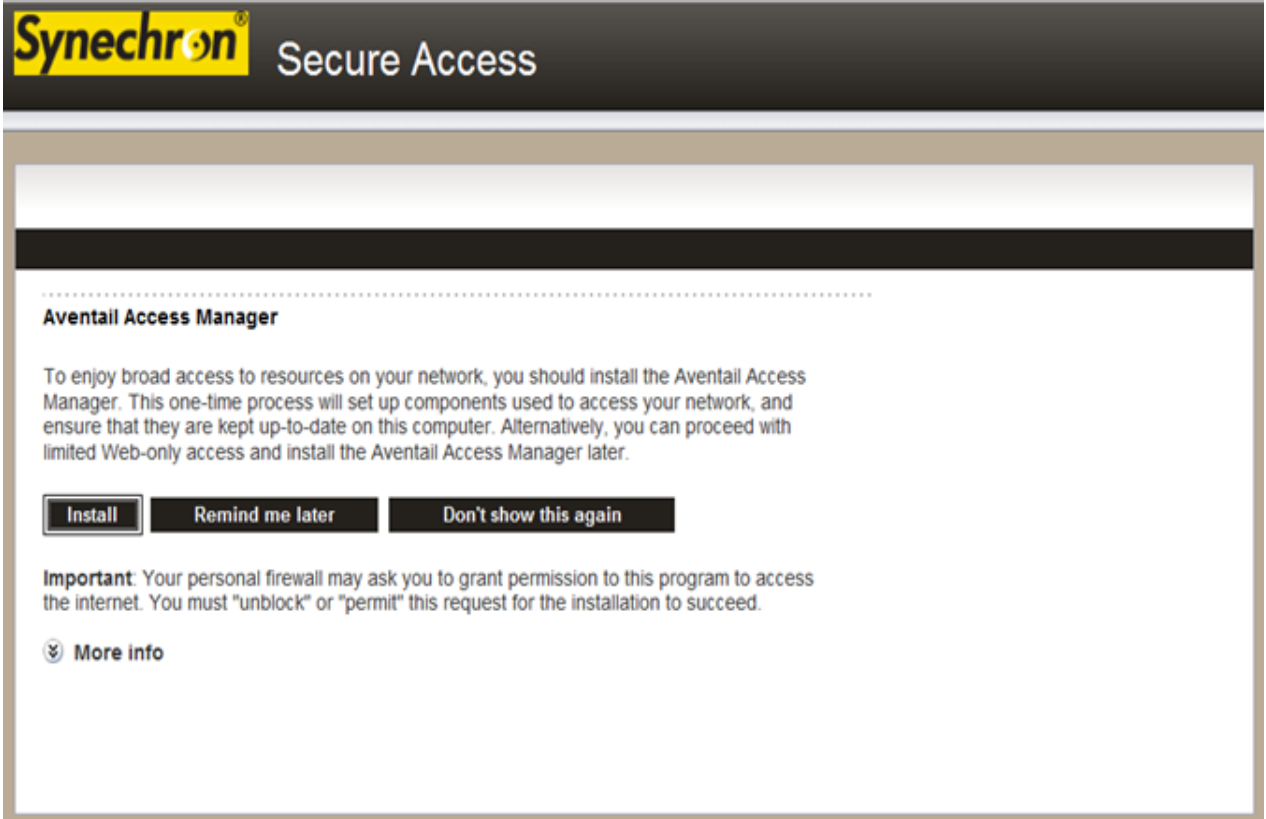 Synechron®
Secure Access
Aventail Access Manager
To enjoy broad access to resources on your network, you should install the Aventail Access
Manager. This one-time process will set up components used to access your network, and
ensure that they are kept up-to-date on this computer. Alternatively, you can proceed with
limited Web-only access and install the Aventail Access Manager later.
Install
Remind me later
Don't show this again
Important: Your personal firewall may ask you to grant permission to this program to access
the internet. You must "unblock" or "permit" this request for the installation to succeed.
More info